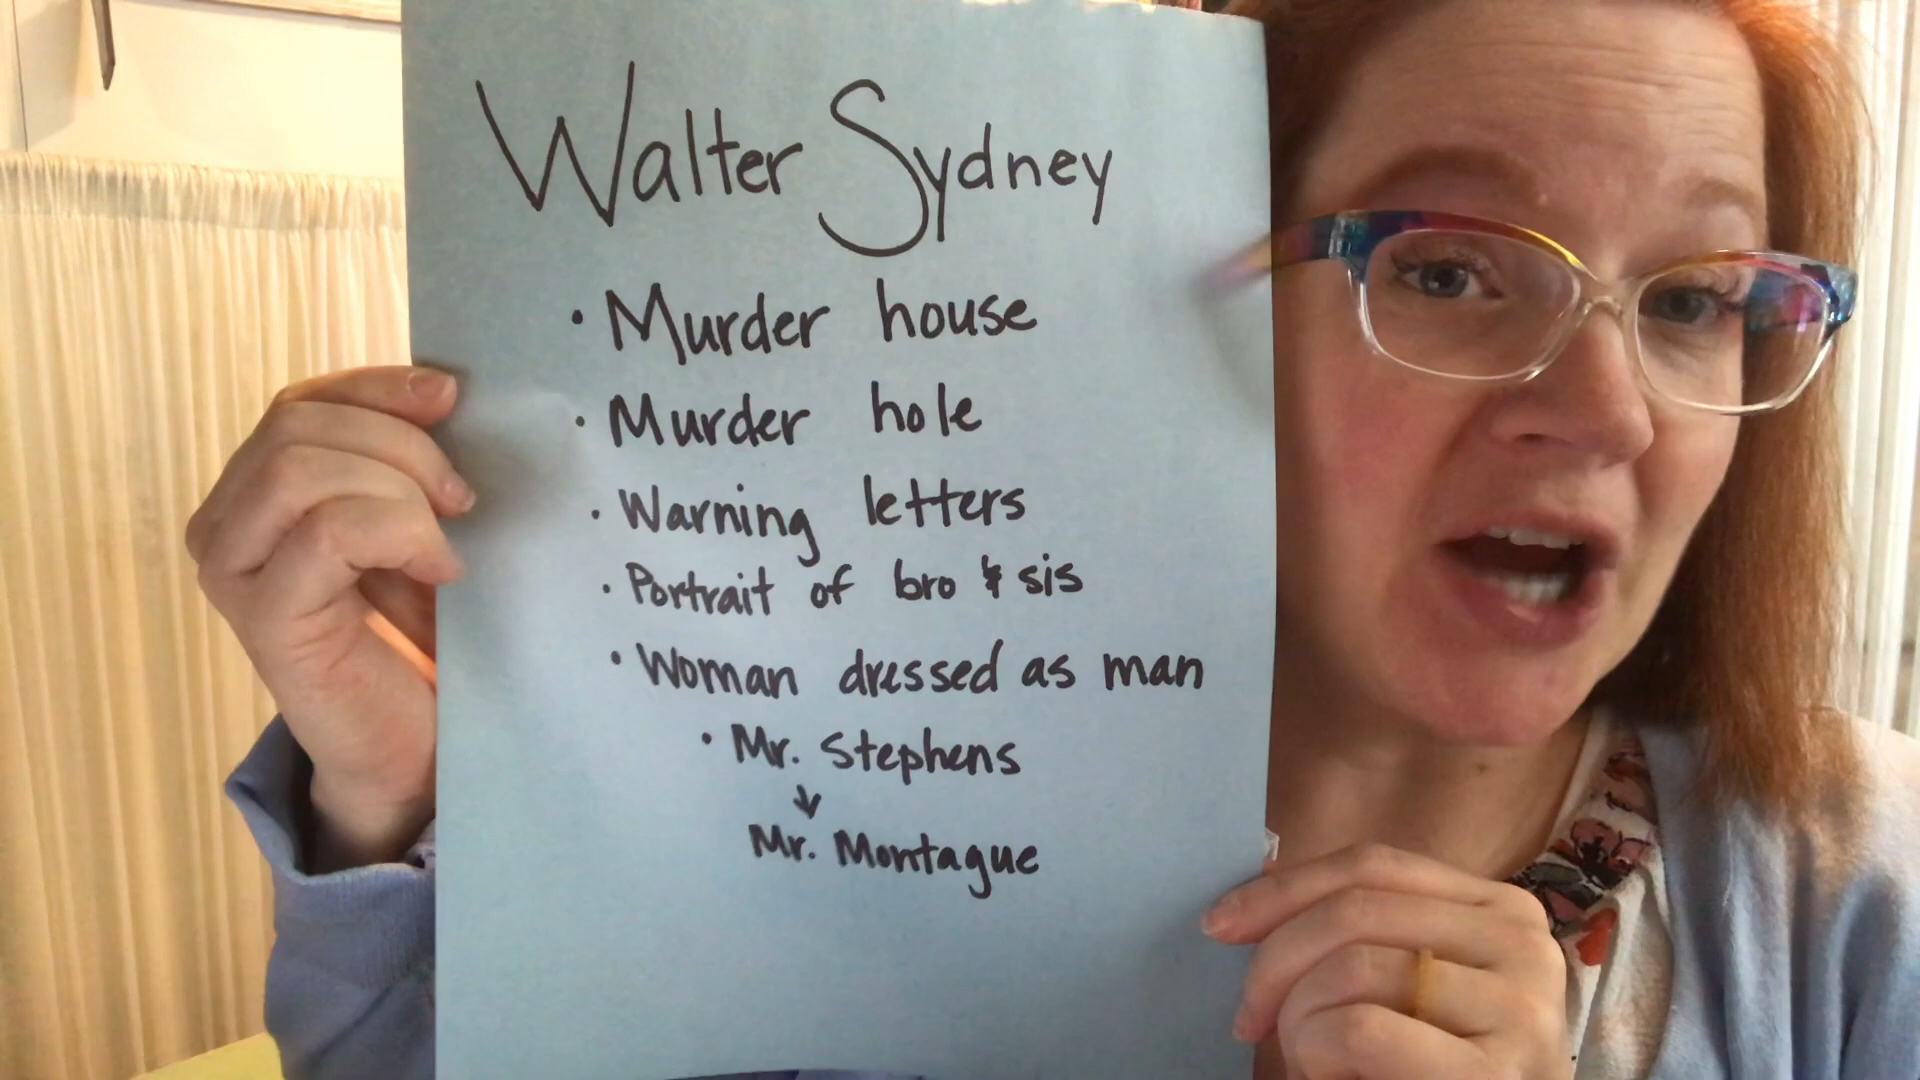 Walter Sydney
• Murder house
• Murder hole
• Warning letters
• Portrait of bro & sis
• Woman dressed as man
• Mr. Stephens
↓
Mr. Montague